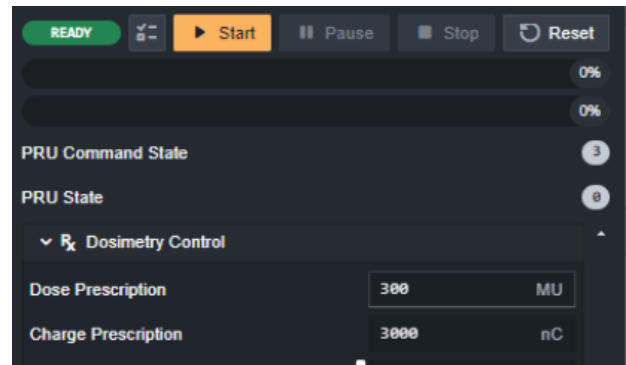 READY Start Pause Stop Reset
0%
0%
PRU Command State 3
PRU State 0
Rx Dosimetry Control
Dose Prescription 300 MU
Charge Prescription 3000 nC